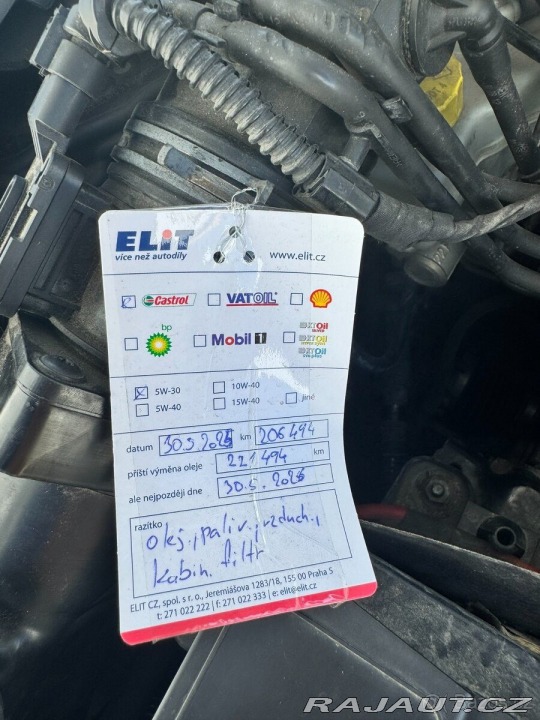 ELIT
více než autodíly
www.elit.cz
Castrol VATOIL
bp Mobil 1
5W-30 10W-40
5W-40 15W-40 jiné
datum 30.9.2025 km 206494
příští výměna oleje 221494 km
ale nejpozději dne 30.6.2026
razítko
olej., paliv., vzduch.,
kabin. filtr
ELIT CZ, spol. s r. o., Jeremiášova 1283/18, 155 00 Praha 5
t: 271 022 222 | f: 271 022 333 | e: elit@elit.cz
RAJAUT.CZ